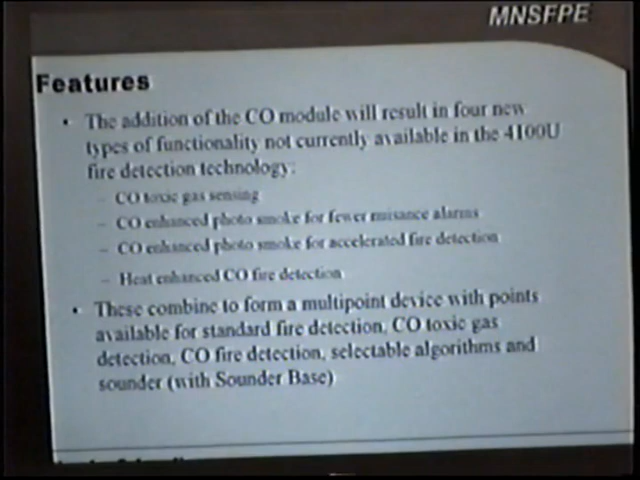 MNSFPE
Features
• The addition of the CO module will result in four new
types of functionality not currently available in the 4100U
fire detection technology:
– CO toxic gas sensing
– CO enhanced photo smoke for fewer nuisance alarms
– CO enhanced photo smoke for accelerated fire detection
– Heat enhanced CO fire detection
• These combine to form a multipoint device with points
available for standard fire detection, CO toxic gas
detection, CO fire detection, selectable algorithms and
sounder (with Sounder Base)